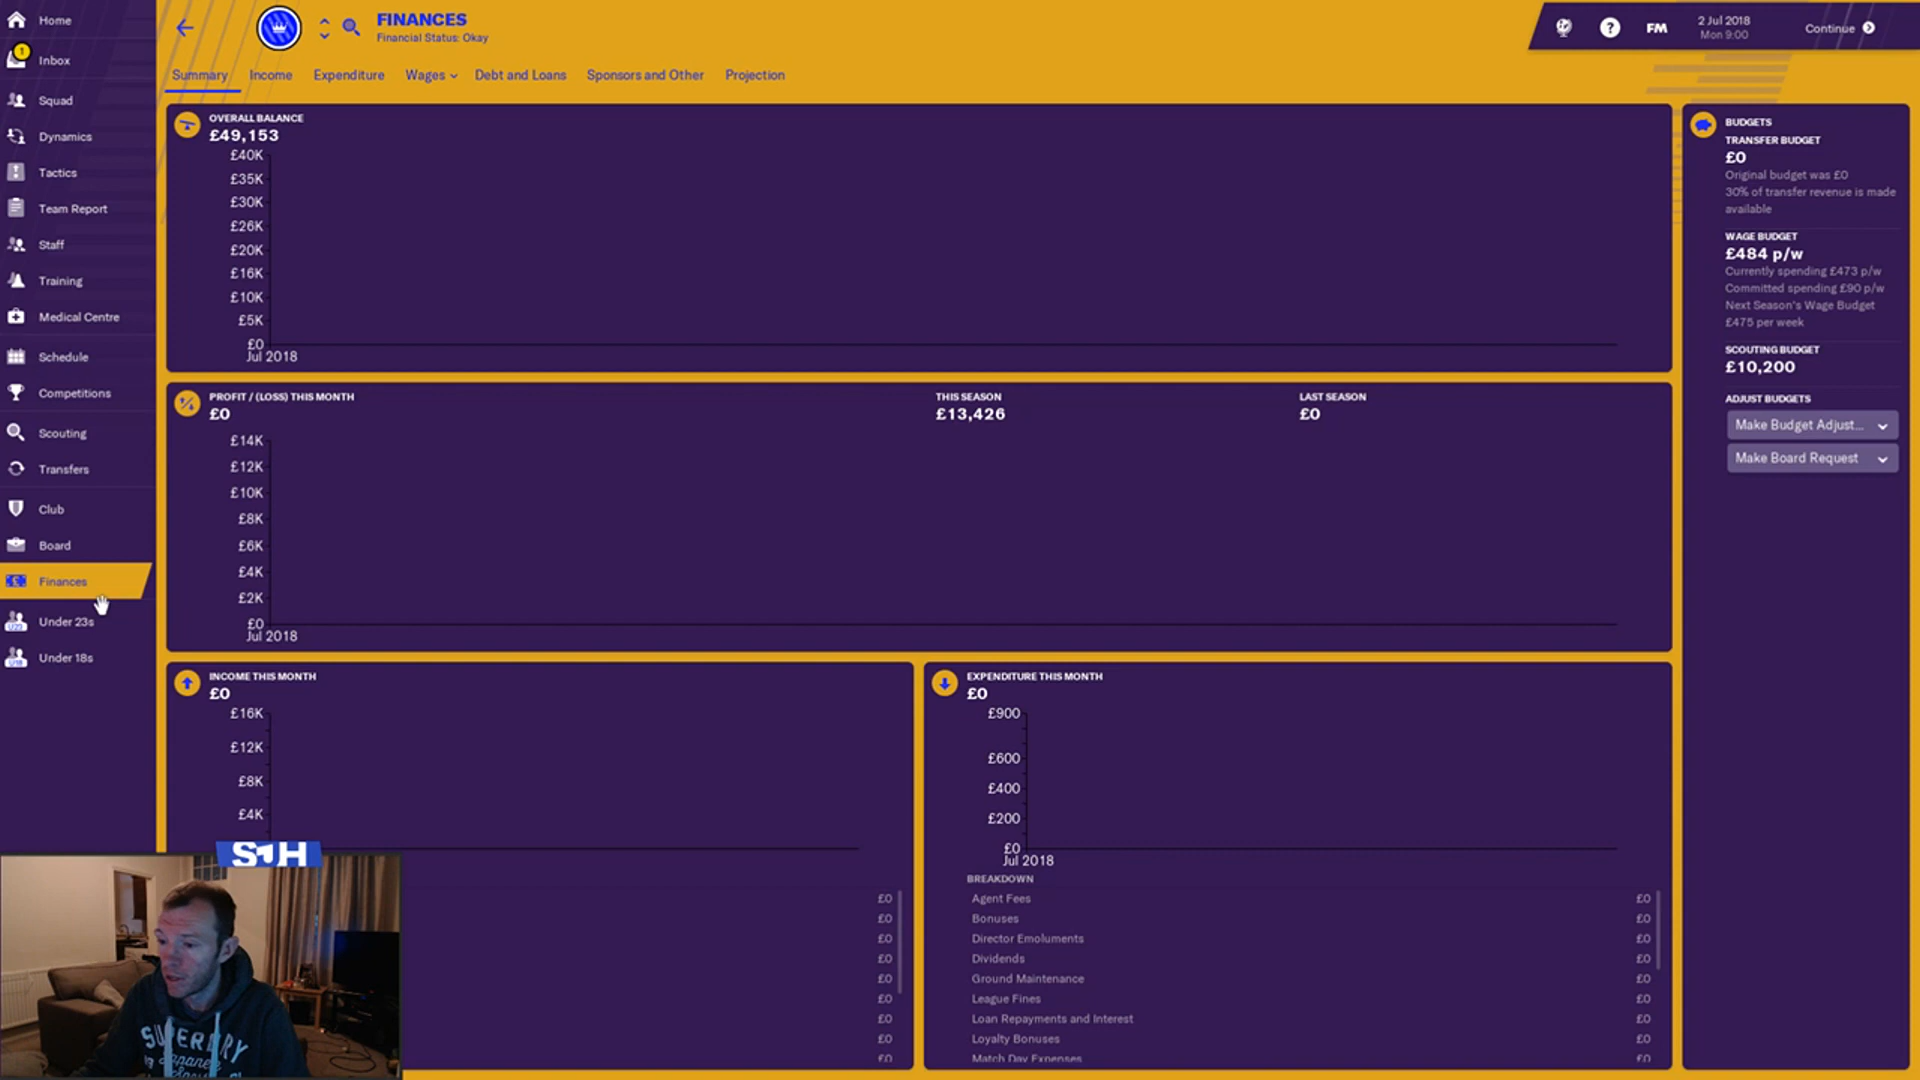 Home
1
Inbox
Squad
Dynamics
Tactics
Team Report
Staff
Training
Medical Centre
Schedule
Competitions
Scouting
Transfers
Club
Board
Finances
Under 23s
Under 18s
FINANCES
Financial Status: Okay
?
FM
2 Jul 2018
Mon 9:00
Continue
Summary Income Expenditure Wages Debt and Loans Sponsors and Other Projection
OVERALL BALANCE
£49,153
£40K
£35K
£30K
£26K
£20K
£16K
£10K
£5K
£0
Jul 2018
PROFIT / (LOSS) THIS MONTH
£0
THIS SEASON
£13,426
LAST SEASON
£0
£14K
£12K
£10K
£8K
£6K
£4K
£2K
£0
Jul 2018
INCOME THIS MONTH
£0
£16K
£12K
£8K
£4K
£0
£0
£0
£0
£0
£0
£0
£0
£0
EXPENDITURE THIS MONTH
£0
£900
£600
£400
£200
£0
Jul 2018
BREAKDOWN
Agent Fees £0
Bonuses £0
Director Emoluments £0
Dividends £0
Ground Maintenance £0
League Fines £0
Loan Repayments and Interest £0
Loyalty Bonuses £0
Match Day Expenses £0
BUDGETS
TRANSFER BUDGET
£0
Original budget was £0
30% of transfer revenue is made
available
WAGE BUDGET
£484 p/w
Currently spending £473 p/w
Committed spending £90 p/w
Next Season's Wage Budget
£475 per week
SCOUTING BUDGET
£10,200
ADJUST BUDGETS
Make Budget Adjust...
Make Board Request
SJH
SUPERDRY